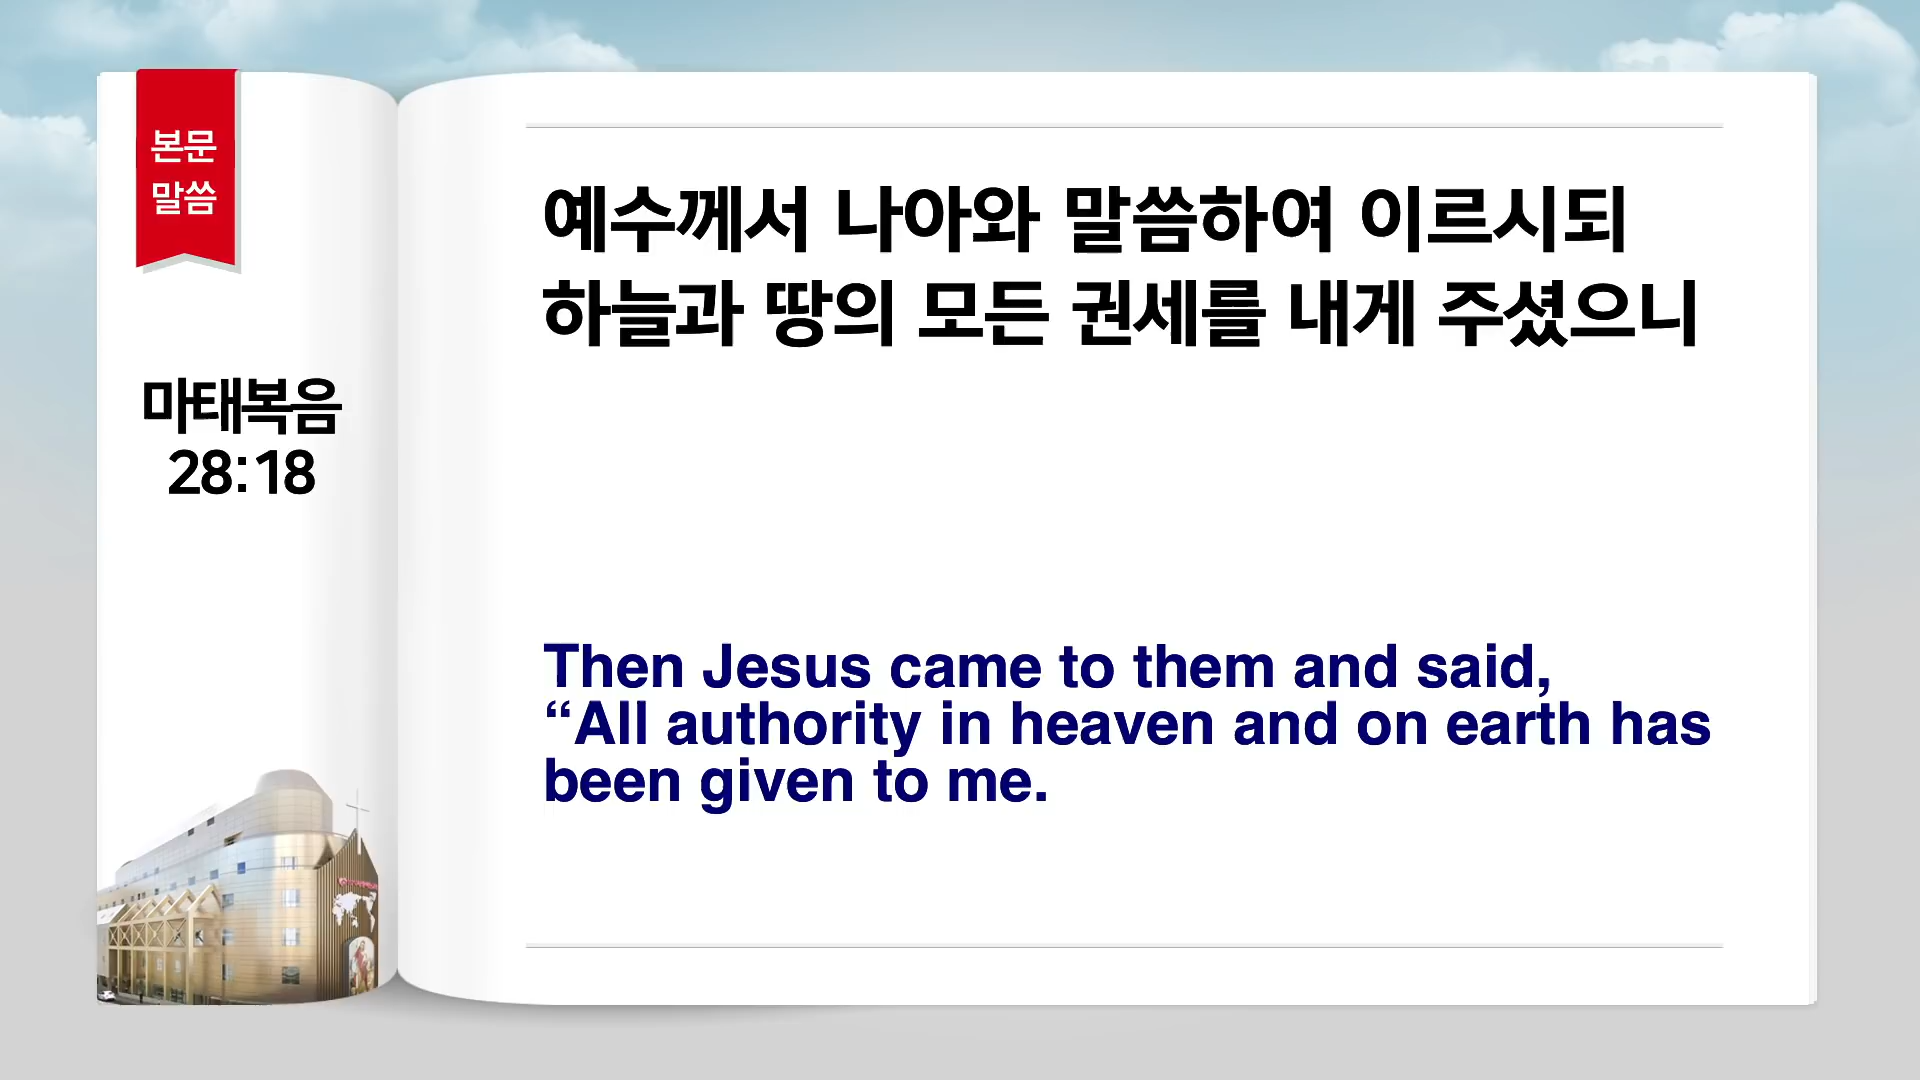 본문
말씀
마태복음
28:18
예수께서 나아와 말씀하여 이르시되
하늘과 땅의 모든 권세를 내게 주셨으니
Then Jesus came to them and said,
“All authority in heaven and on earth has
been given to me.